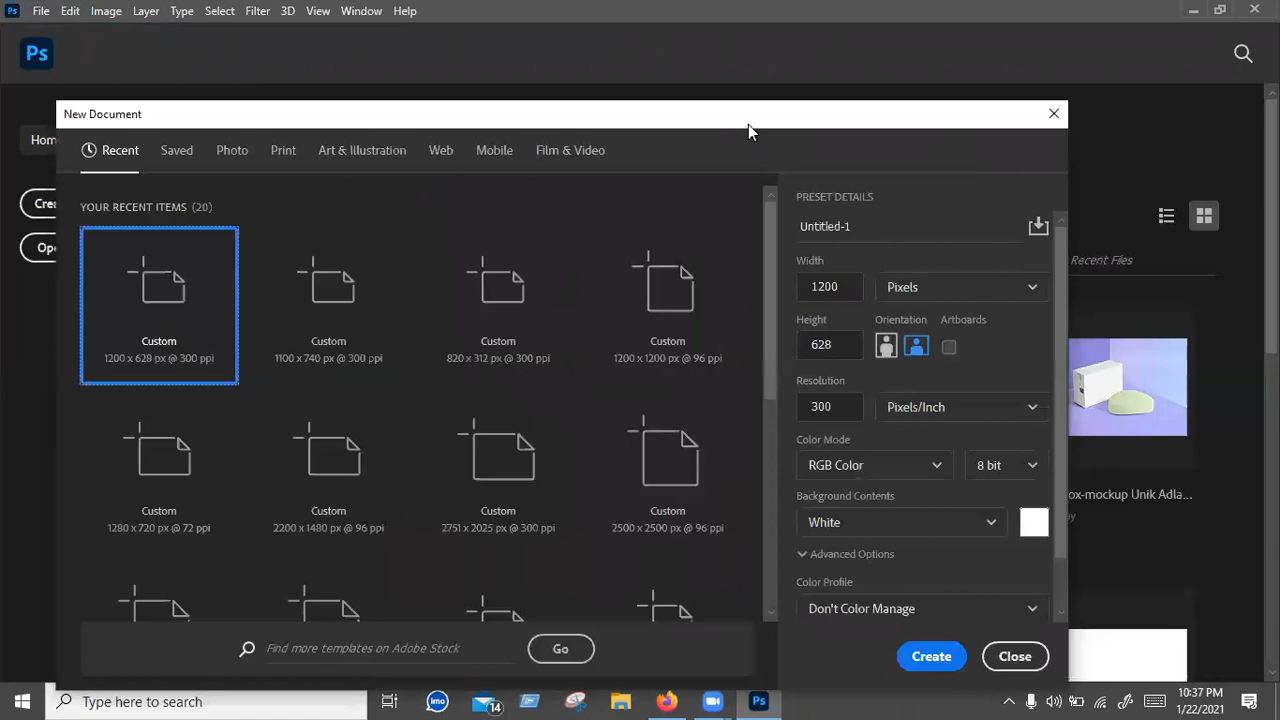 Ps File Edit Image Layer Type Select Filter 3D View Window Help
Ps
New Document
Home
Recent Saved Photo Print Art & Illustration Web Mobile Film & Video
YOUR RECENT ITEMS (20)
Custom
1200 x 628 px @ 300 ppi
Custom
1100 x 740 px @ 300 ppi
Custom
820 x 312 px @ 300 ppi
Custom
1200 x 1200 px @ 96 ppi
Custom
1280 x 720 px @ 72 ppi
Custom
2200 x 1480 px @ 96 ppi
Custom
2751 x 2025 px @ 300 ppi
Custom
2500 x 2500 px @ 96 ppi
Find more templates on Adobe Stock
Go
PRESET DETAILS
Untitled-1
Width
1200 Pixels
Height Orientation Artboards
628
Resolution
300 Pixels/Inch
Color Mode
RGB Color 8 bit
Background Contents
White
Advanced Options
Color Profile
Don't Color Manage
Create Close
Recent Files
ox-mockup Unik Adla...
Type here to search
imo
14
Ps
10:37 PM
1/22/2021